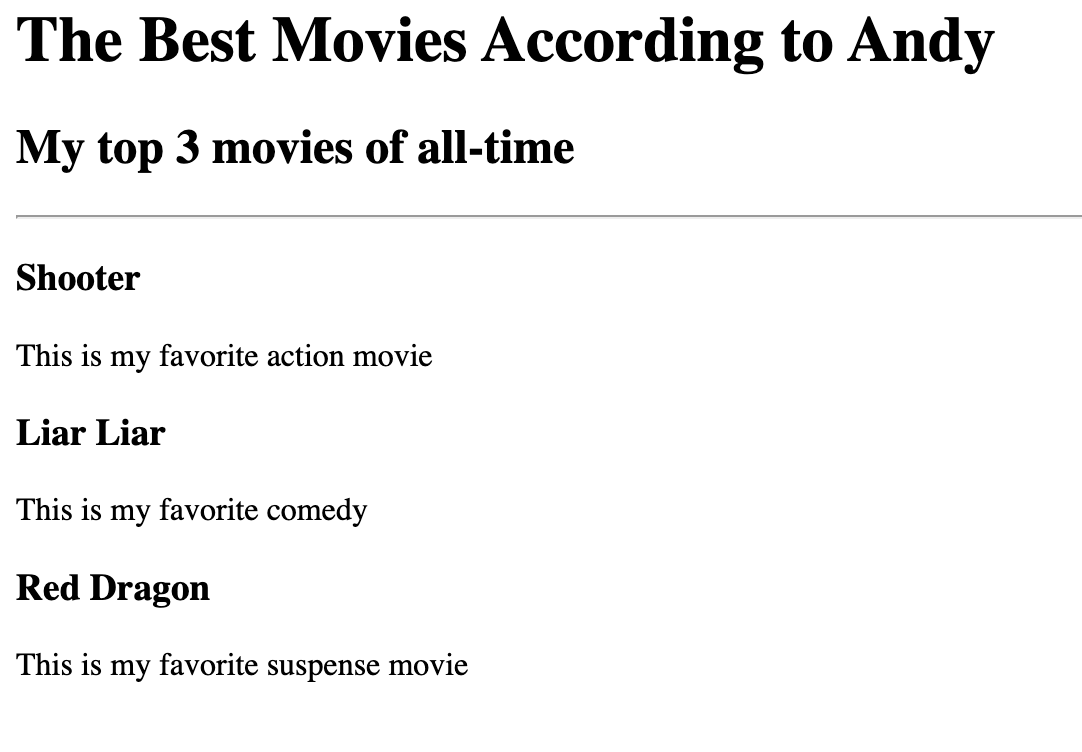 The Best Movies According to Andy
My top 3 movies of all-time
Shooter
This is my favorite action movie
Liar Liar
This is my favorite comedy
Red Dragon
This is my favorite suspense movie